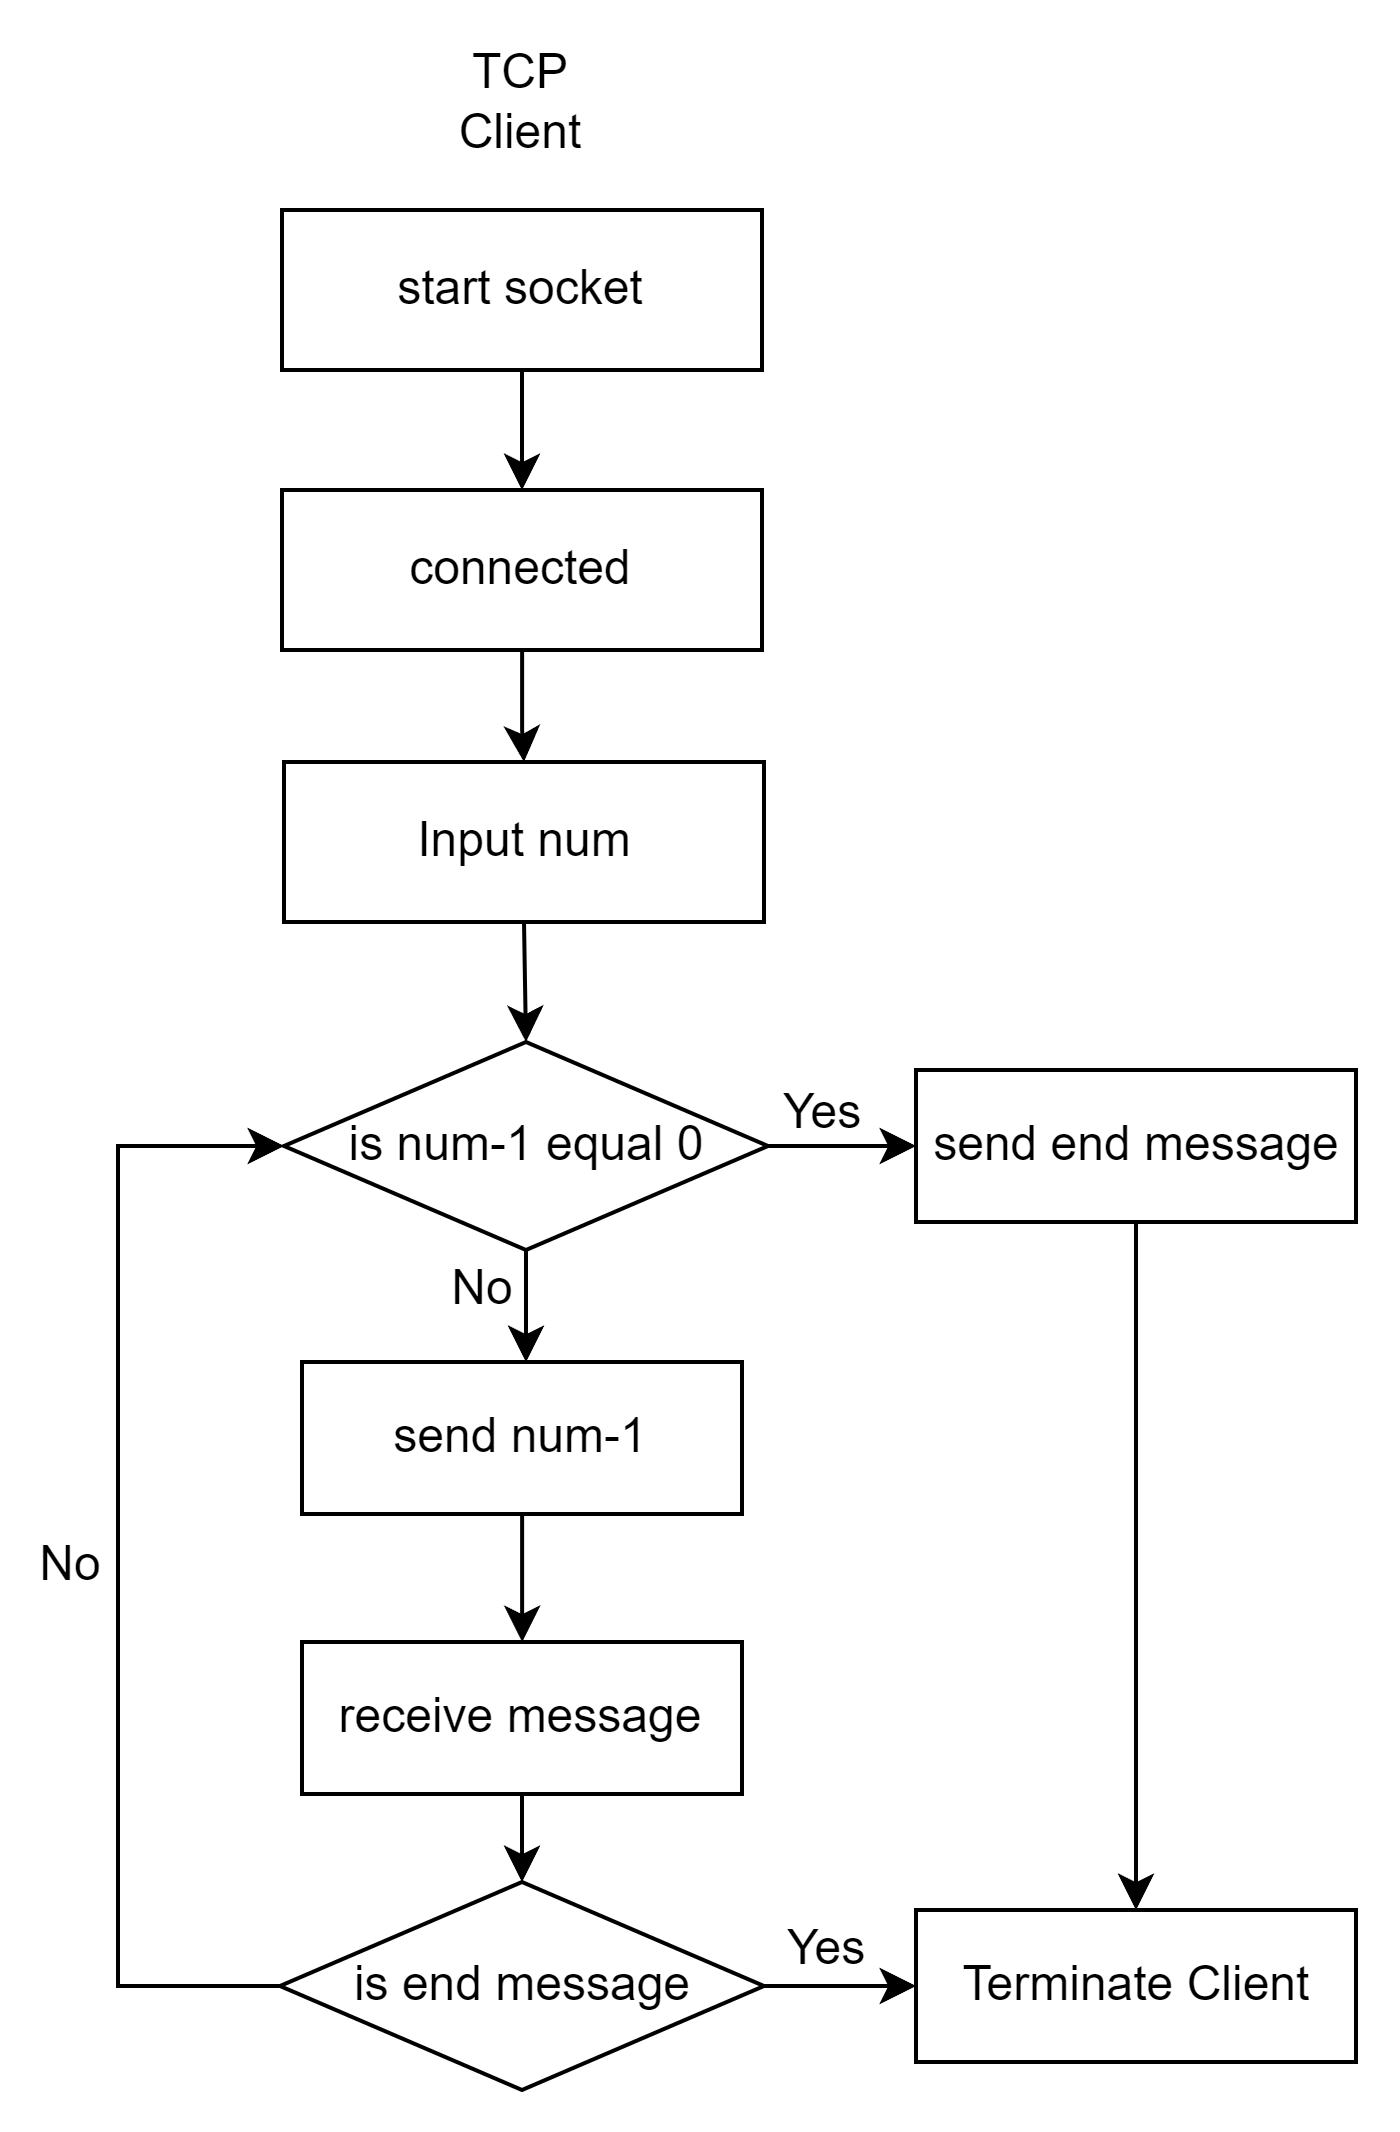 TCP
Client
start socket
connected
Input num
is num-1 equal 0
Yes
send end message
No
send num-1
No
receive message
is end message
Yes
Terminate Client